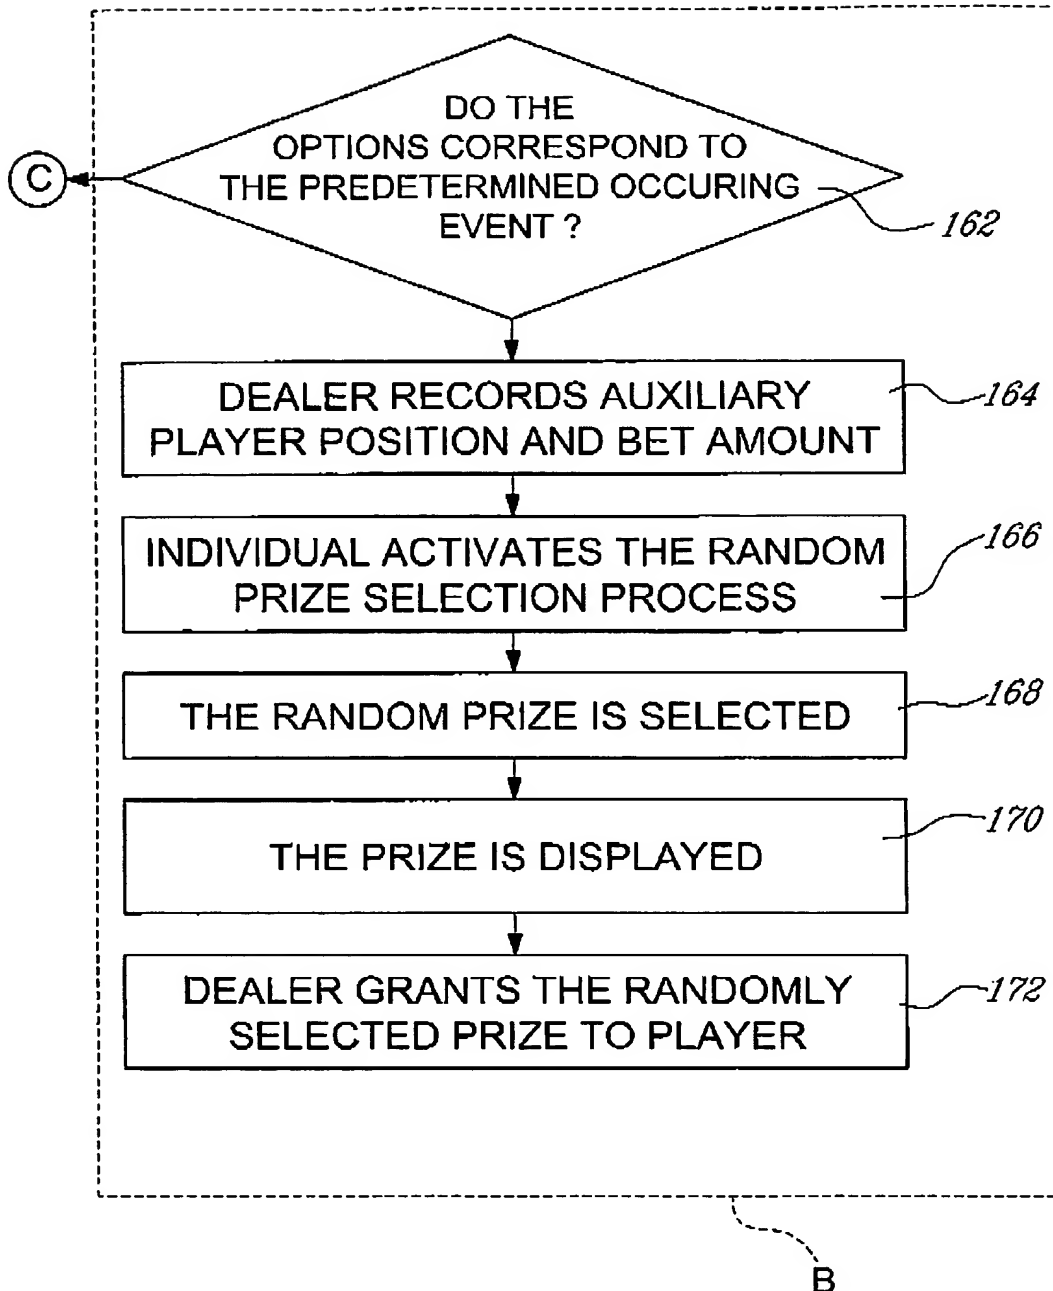 DO THE
OPTIONS CORRESPOND TO
THE PREDETERMINED OCCURING
EVENT ?
C
162
DEALER RECORDS AUXILIARY
PLAYER POSITION AND BET AMOUNT
164
INDIVIDUAL ACTIVATES THE RANDOM
PRIZE SELECTION PROCESS
166
THE RANDOM PRIZE IS SELECTED
168
THE PRIZE IS DISPLAYED
170
DEALER GRANTS THE RANDOMLY
SELECTED PRIZE TO PLAYER
172
B